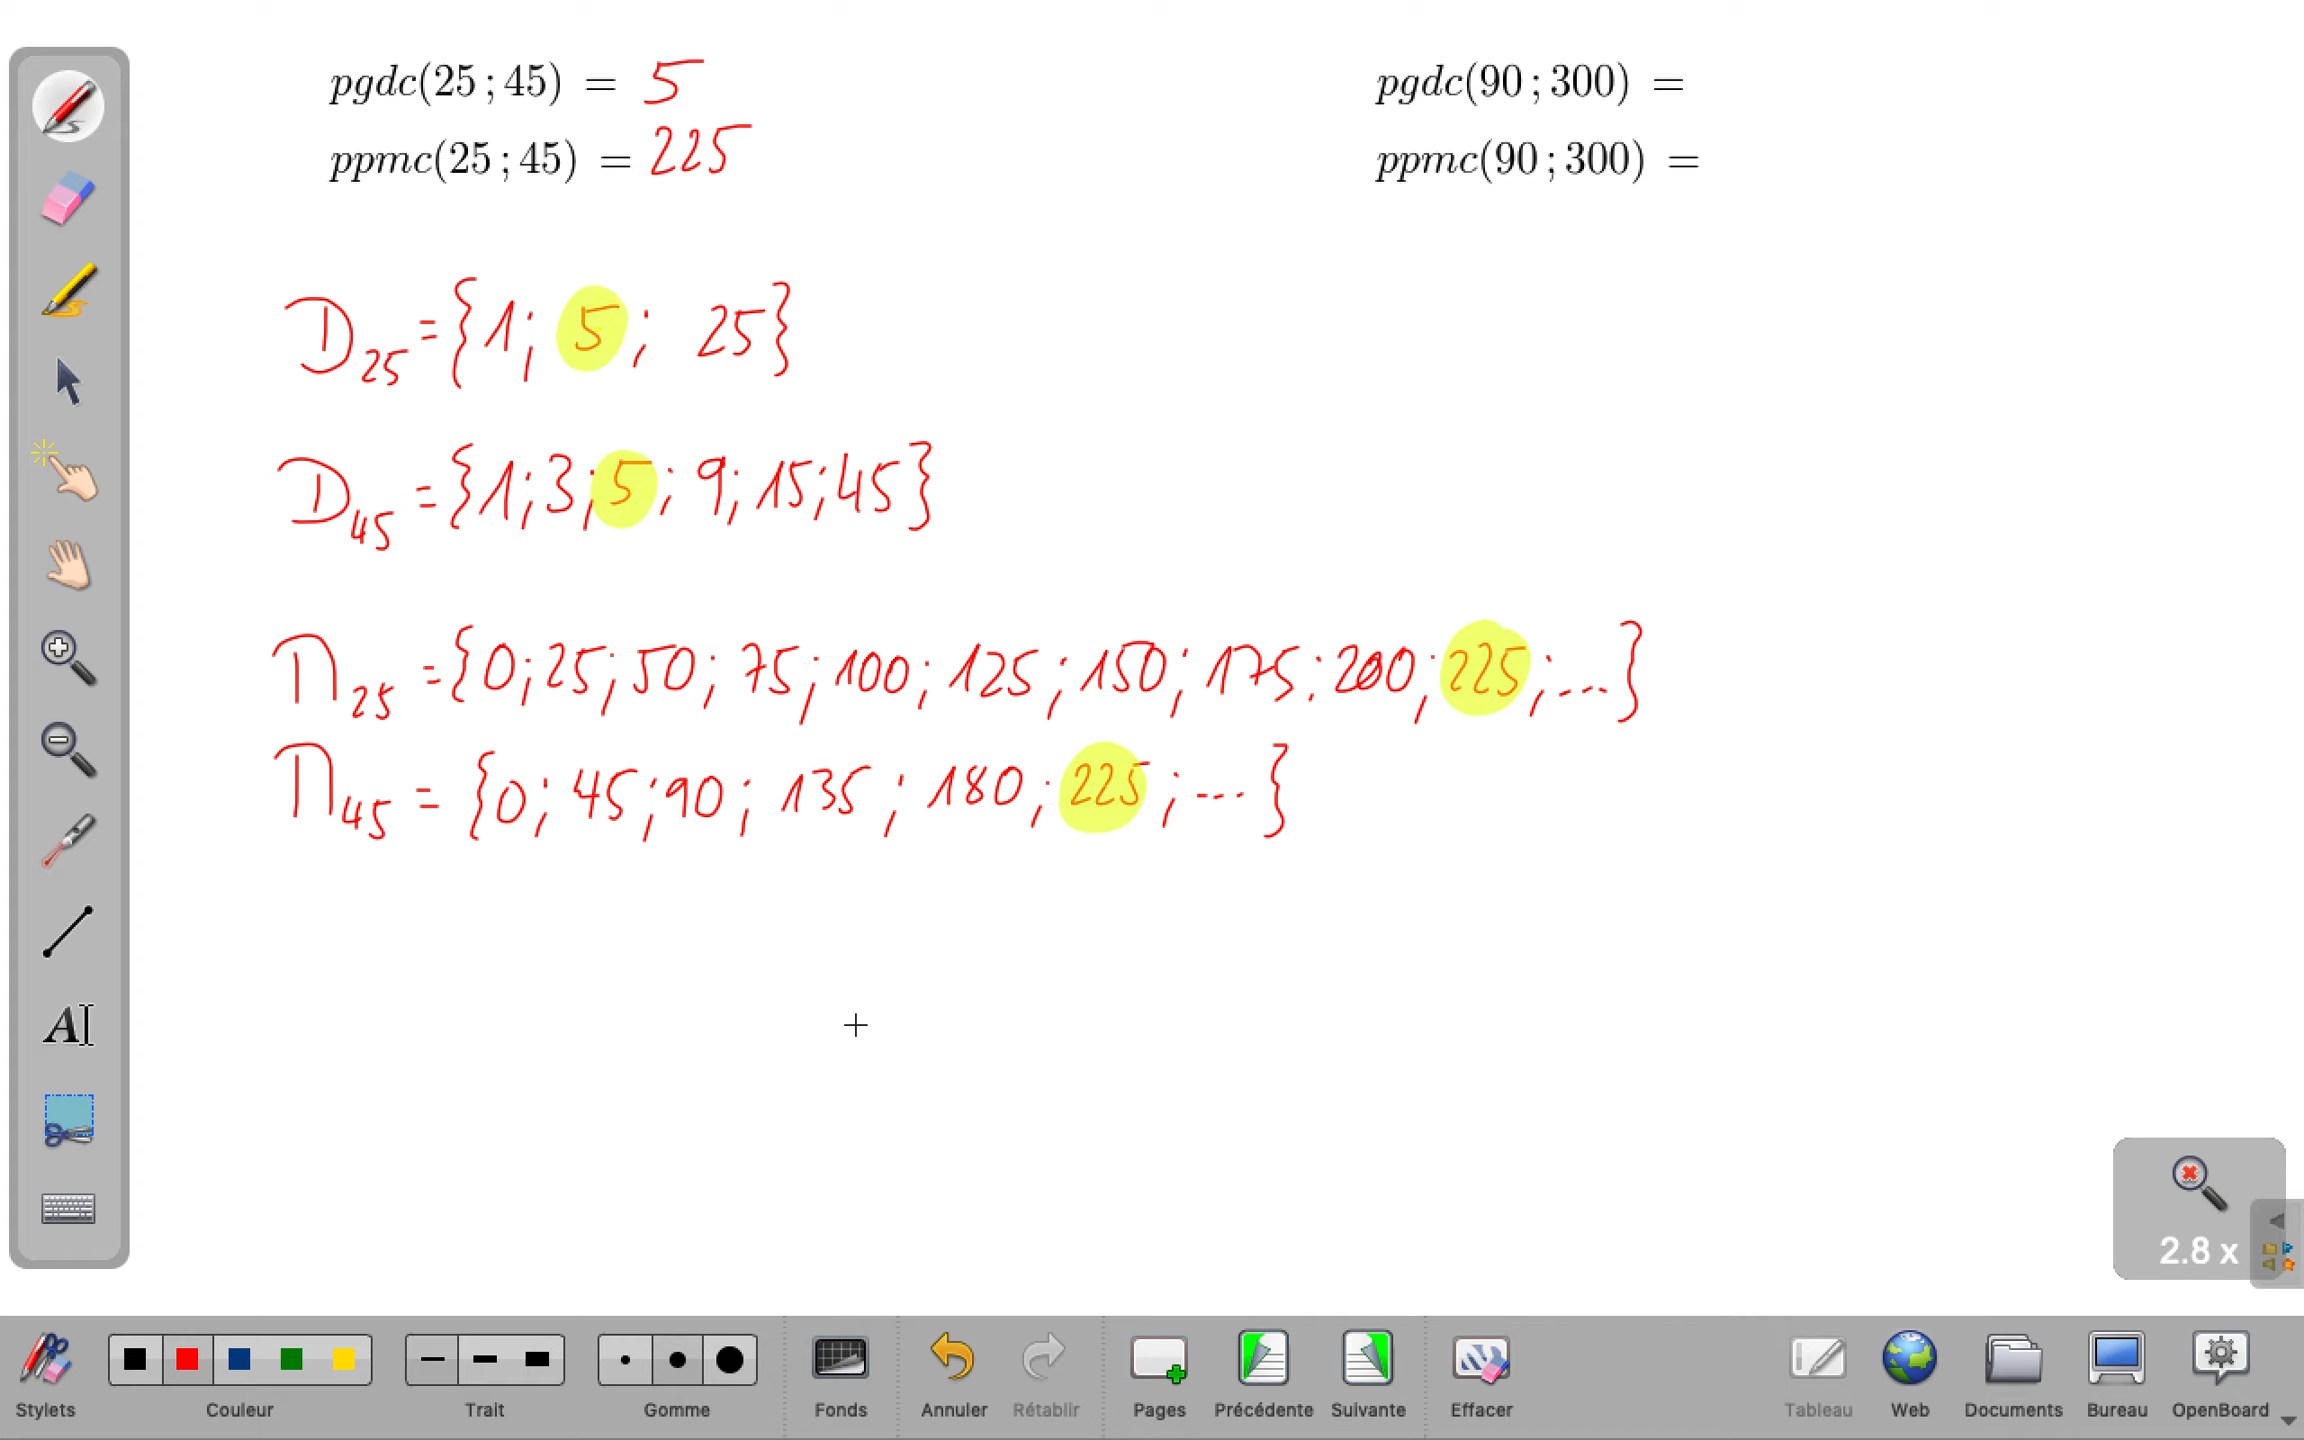 pgdc(25 ; 45) = 5
ppmc(25 ; 45) = 225
pgdc(90 ; 300) =
ppmc(90 ; 300) =
D25 = {1; 5; 25}
D45 = {1; 3; 5; 9; 15; 45}
M25 = {0; 25; 50; 75; 100; 125; 150; 175; 200; 225; ...}
M45 = {0; 45; 90; 135; 180; 225; ...}
AI
2.8 x
Stylets Couleur Trait Gomme Fonds Annuler Rétablir Pages Précédente Suivante Effacer Tableau Web Documents Bureau OpenBoard